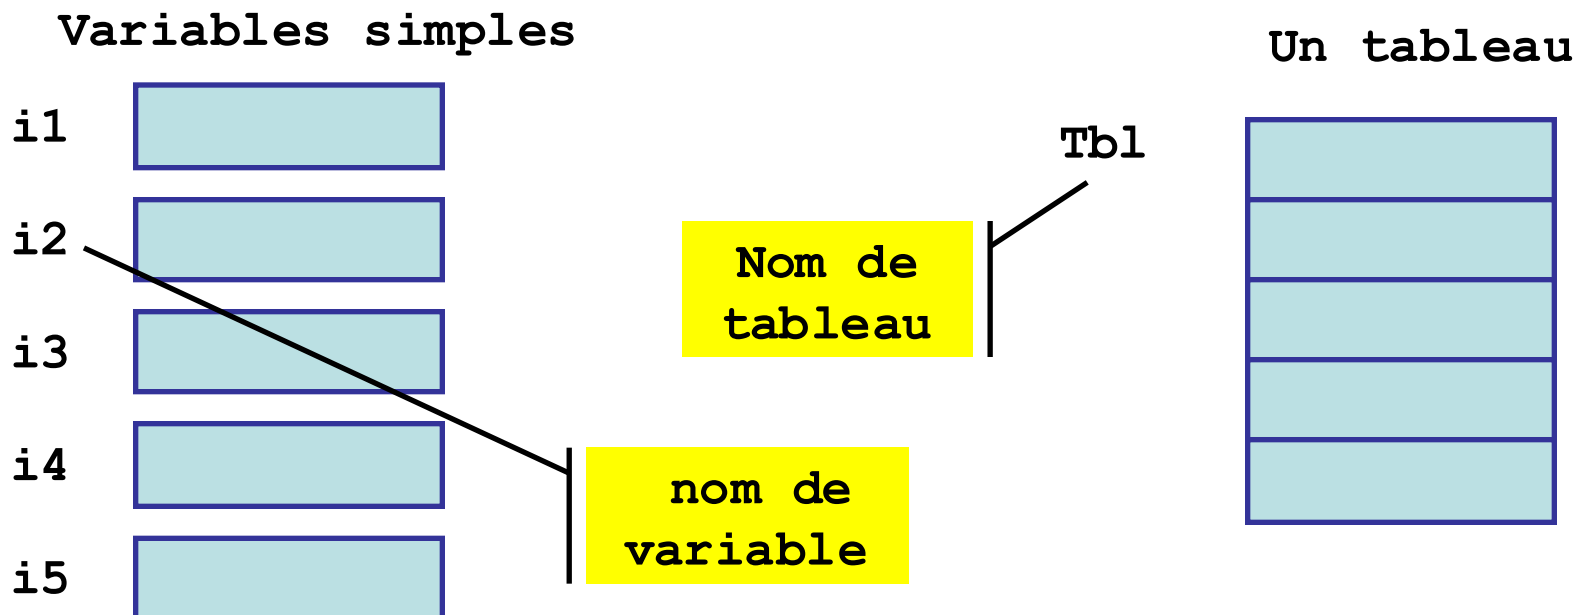 Variables simples
Un tableau
i1
Tbl
i2
Nom de
tableau
i3
i4
nom de
variable
i5